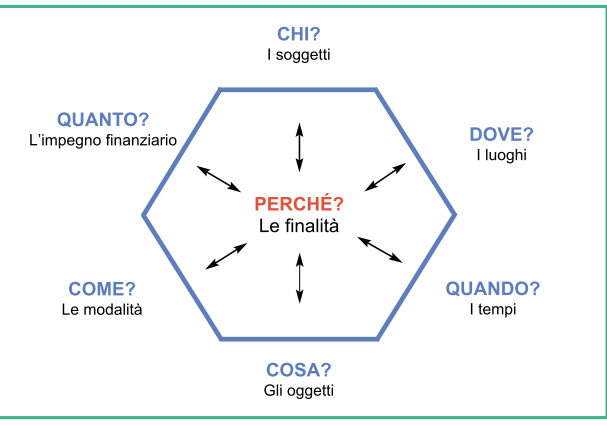 CHI?
I soggetti
QUANTO?
L'impegno finanziario
DOVE?
I luoghi
PERCHÉ?
Le finalità
COME?
Le modalità
QUANDO?
I tempi
COSA?
Gli oggetti